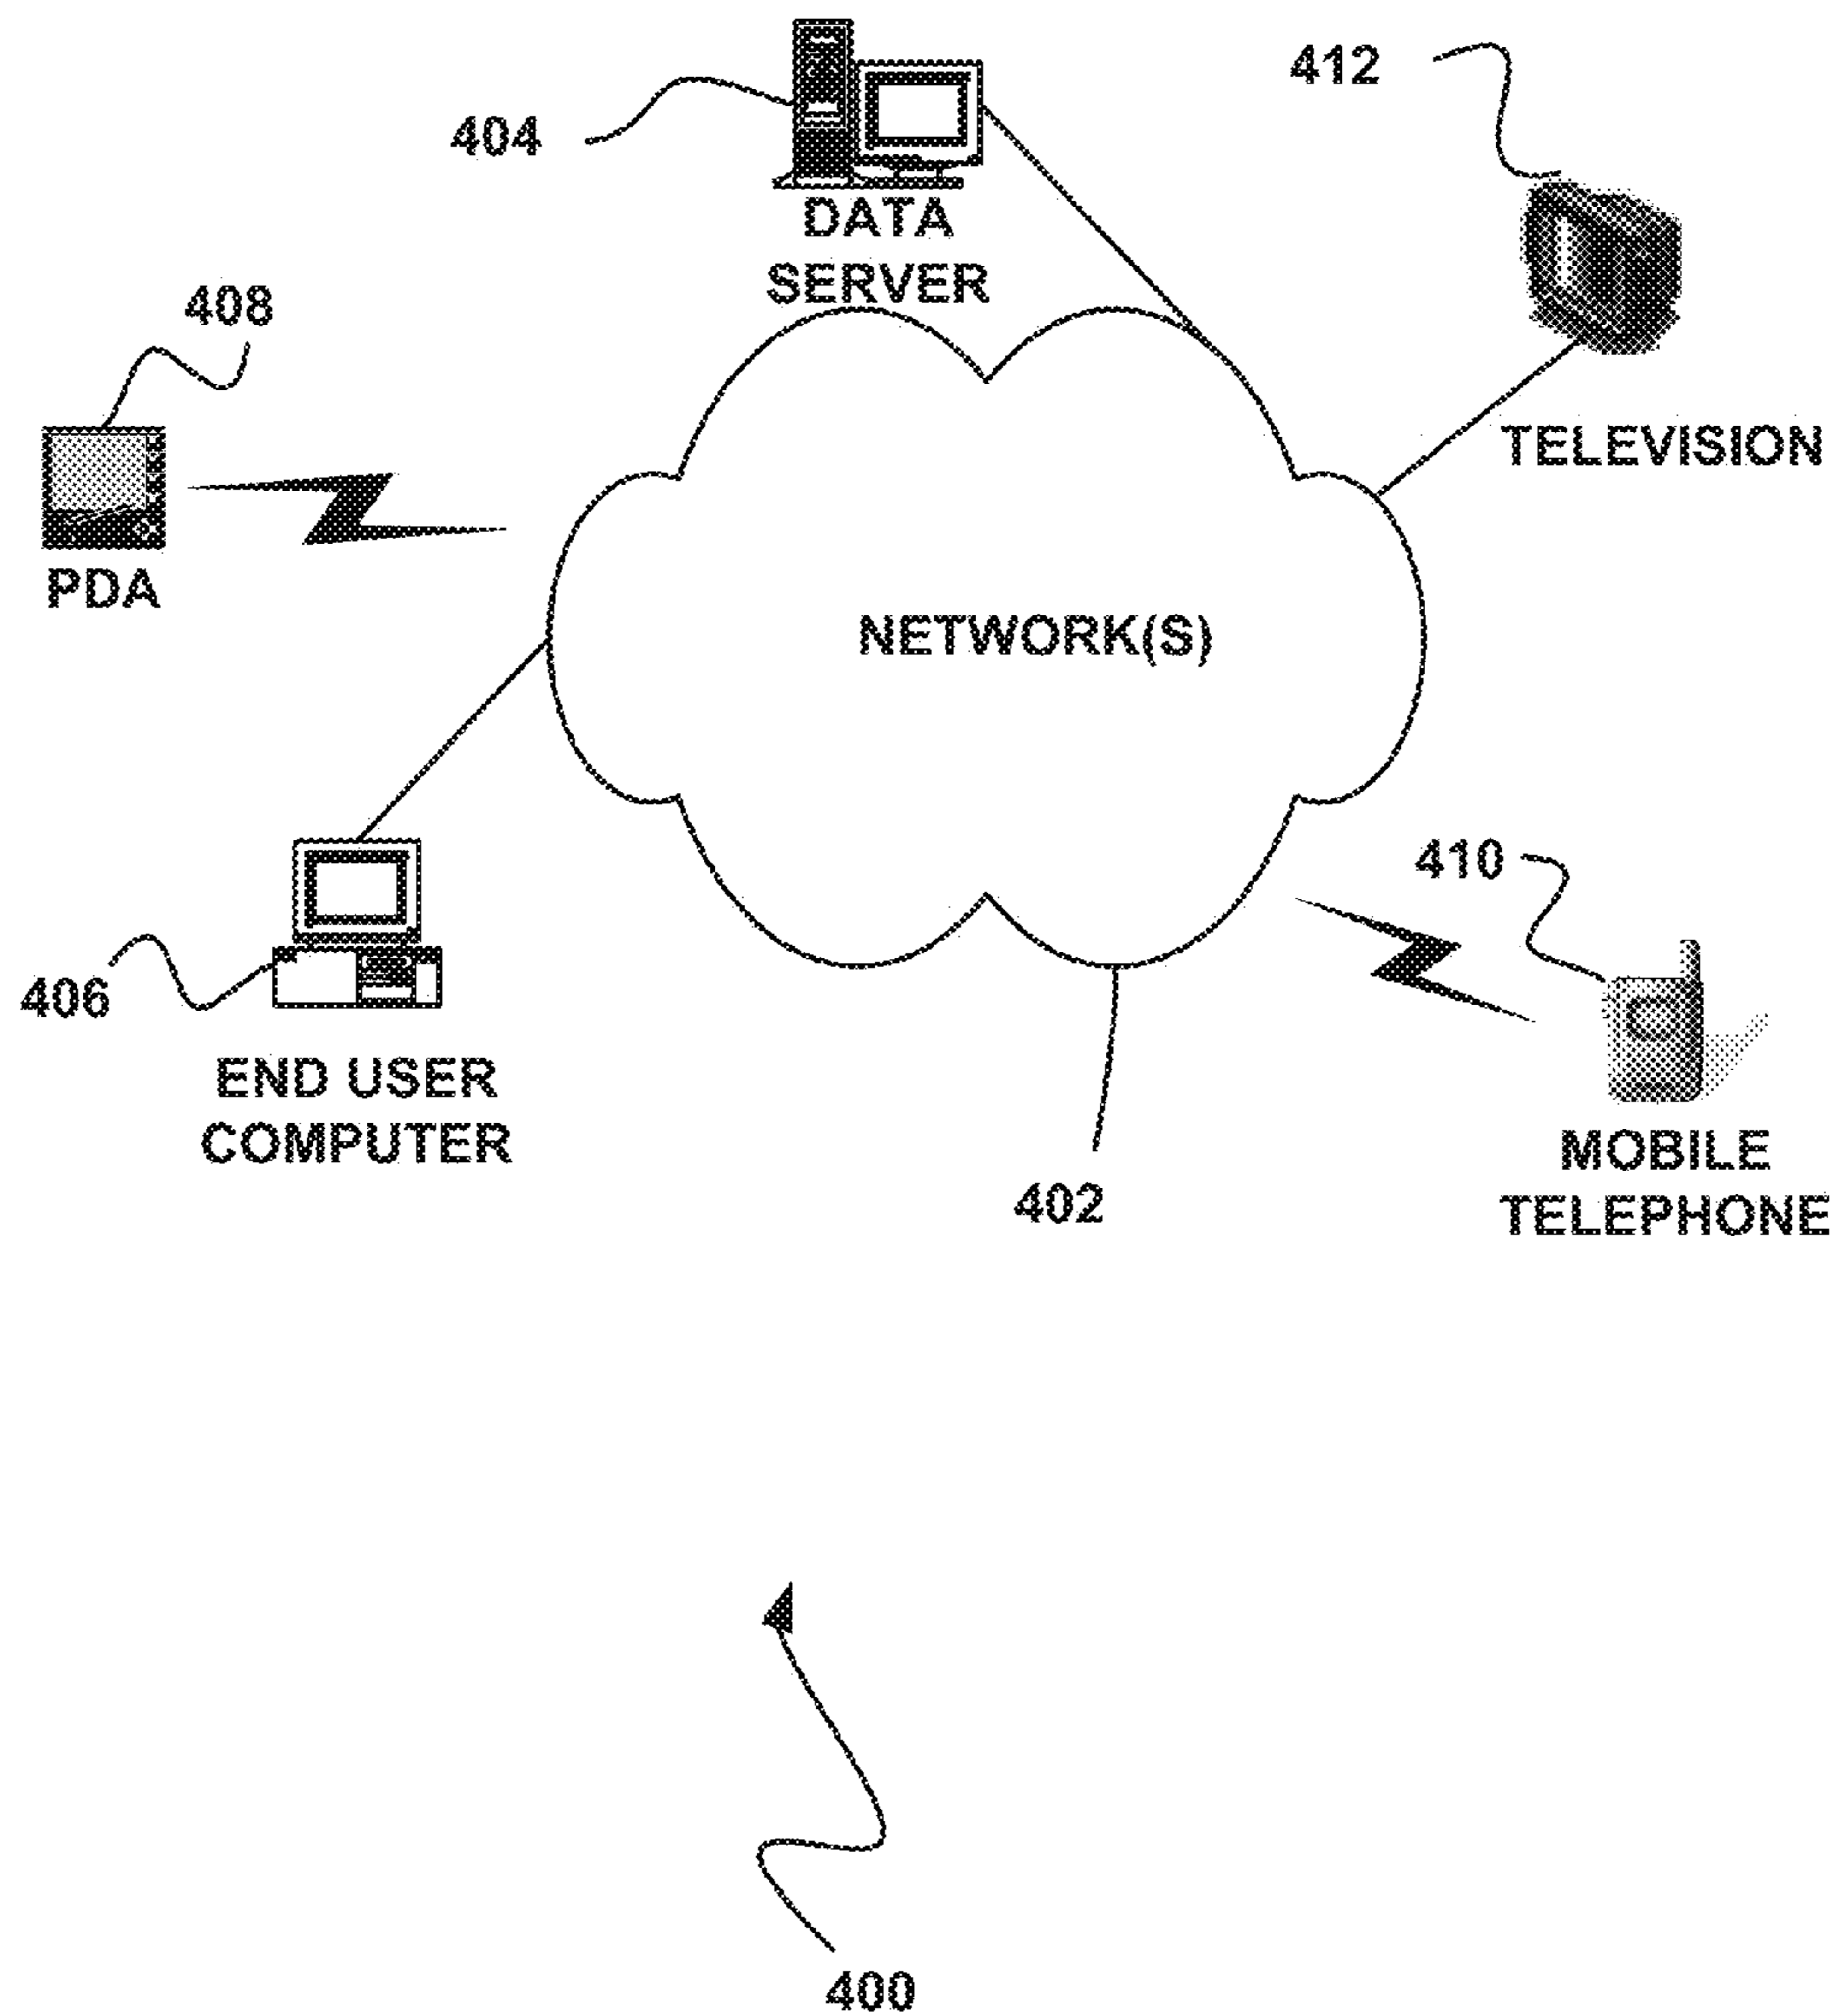 412
404
DATA
SERVER
408
TELEVISION
PDA
NETWORK(S)
410
406
END USER
COMPUTER
402
MOBILE
TELEPHONE
400